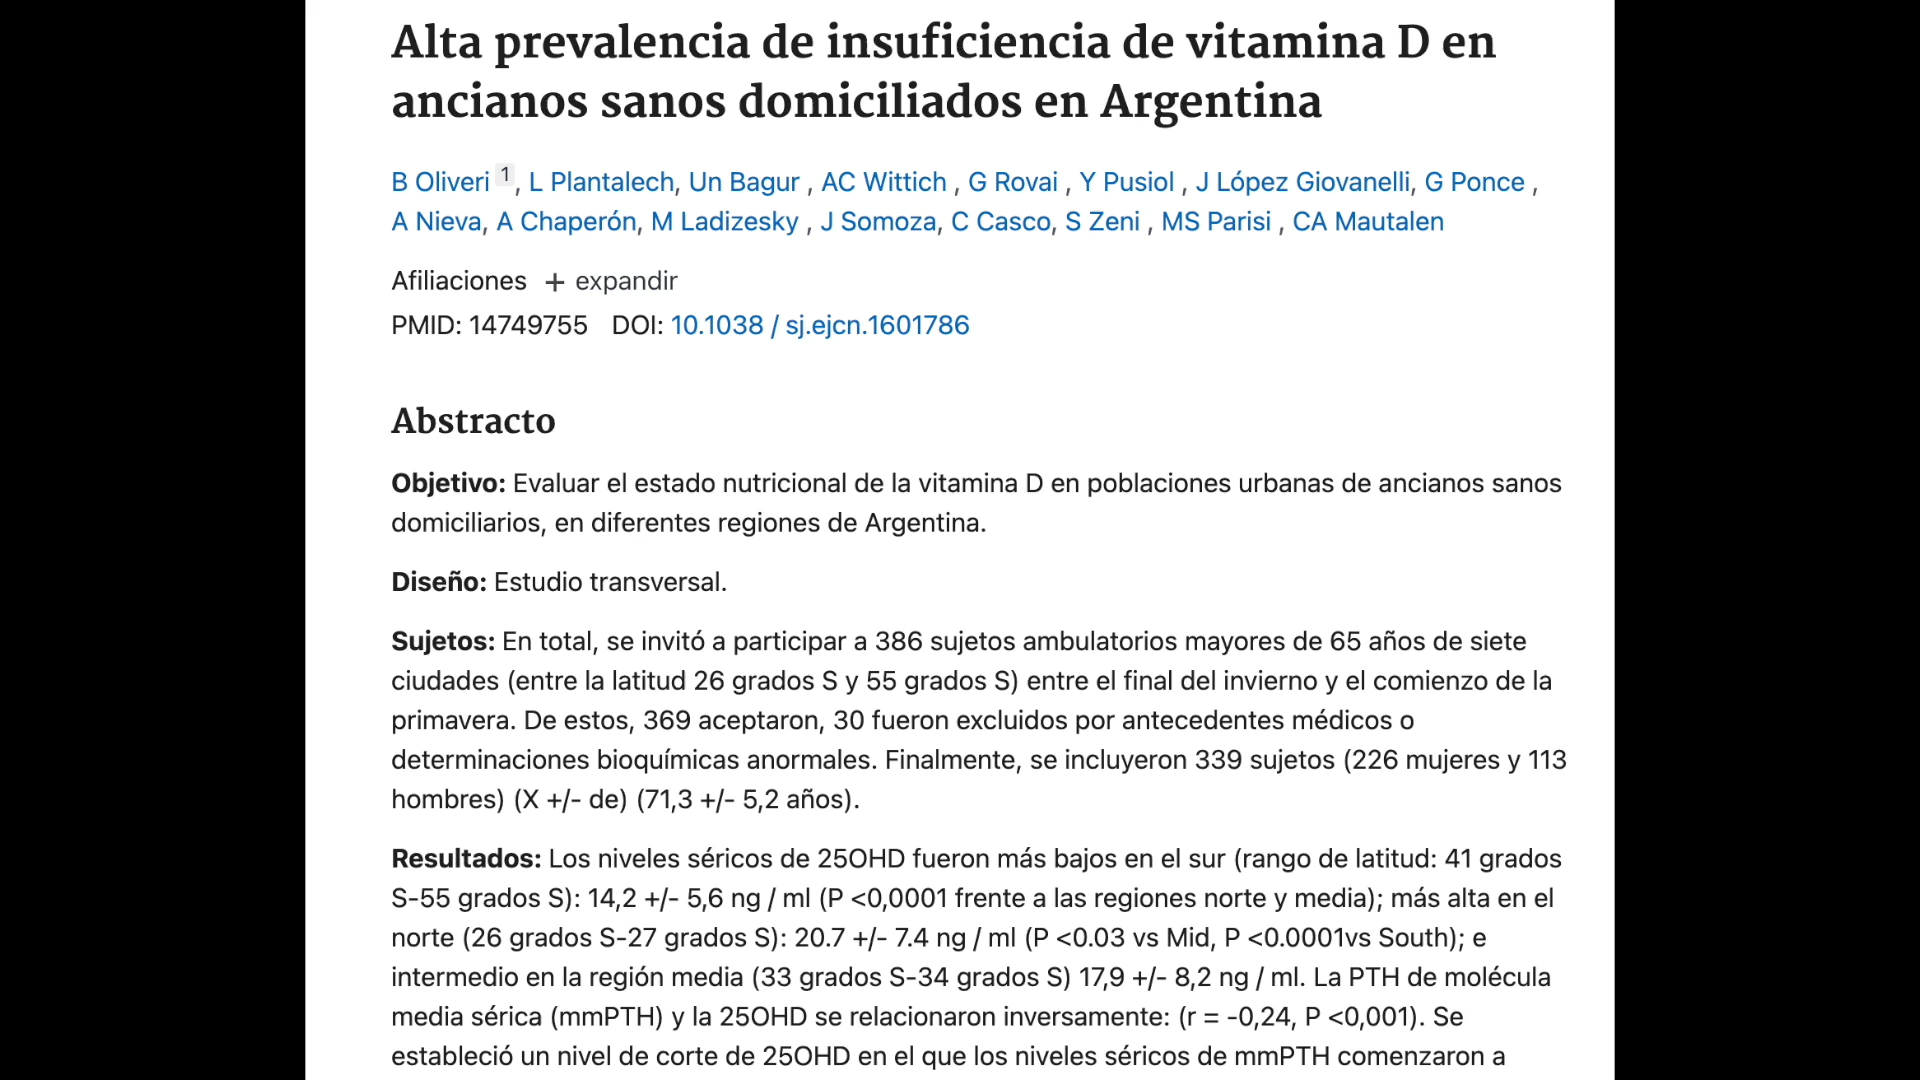 Alta prevalencia de insuficiencia de vitamina D en
ancianos sanos domiciliados en Argentina
B Oliveri 1, L Plantalech, Un Bagur , AC Wittich , G Rovai , Y Pusiol , J López Giovanelli, G Ponce ,
A Nieva, A Chaperón, M Ladizesky , J Somoza, C Casco, S Zeni , MS Parisi , CA Mautalen
Afiliaciones + expandir
PMID: 14749755 DOI: 10.1038 / sj.ejcn.1601786
Abstracto
Objetivo: Evaluar el estado nutricional de la vitamina D en poblaciones urbanas de ancianos sanos
domiciliarios, en diferentes regiones de Argentina.
Diseño: Estudio transversal.
Sujetos: En total, se invitó a participar a 386 sujetos ambulatorios mayores de 65 años de siete
ciudades (entre la latitud 26 grados S y 55 grados S) entre el final del invierno y el comienzo de la
primavera. De estos, 369 aceptaron, 30 fueron excluidos por antecedentes médicos o
determinaciones bioquímicas anormales. Finalmente, se incluyeron 339 sujetos (226 mujeres y 113
hombres) (X +/- de) (71,3 +/- 5,2 años).
Resultados: Los niveles séricos de 25OHD fueron más bajos en el sur (rango de latitud: 41 grados
S-55 grados S): 14,2 +/- 5,6 ng / ml (P <0,0001 frente a las regiones norte y media); más alta en el
norte (26 grados S-27 grados S): 20.7 +/- 7.4 ng / ml (P <0.03 vs Mid, P <0.0001vs South); e
intermedio en la región media (33 grados S-34 grados S) 17,9 +/- 8,2 ng / ml. La PTH de molécula
media sérica (mmPTH) y la 25OHD se relacionaron inversamente: (r = -0,24, P <0,001). Se
estableció un nivel de corte de 25OHD en el que los niveles séricos de mmPTH comenzaron a